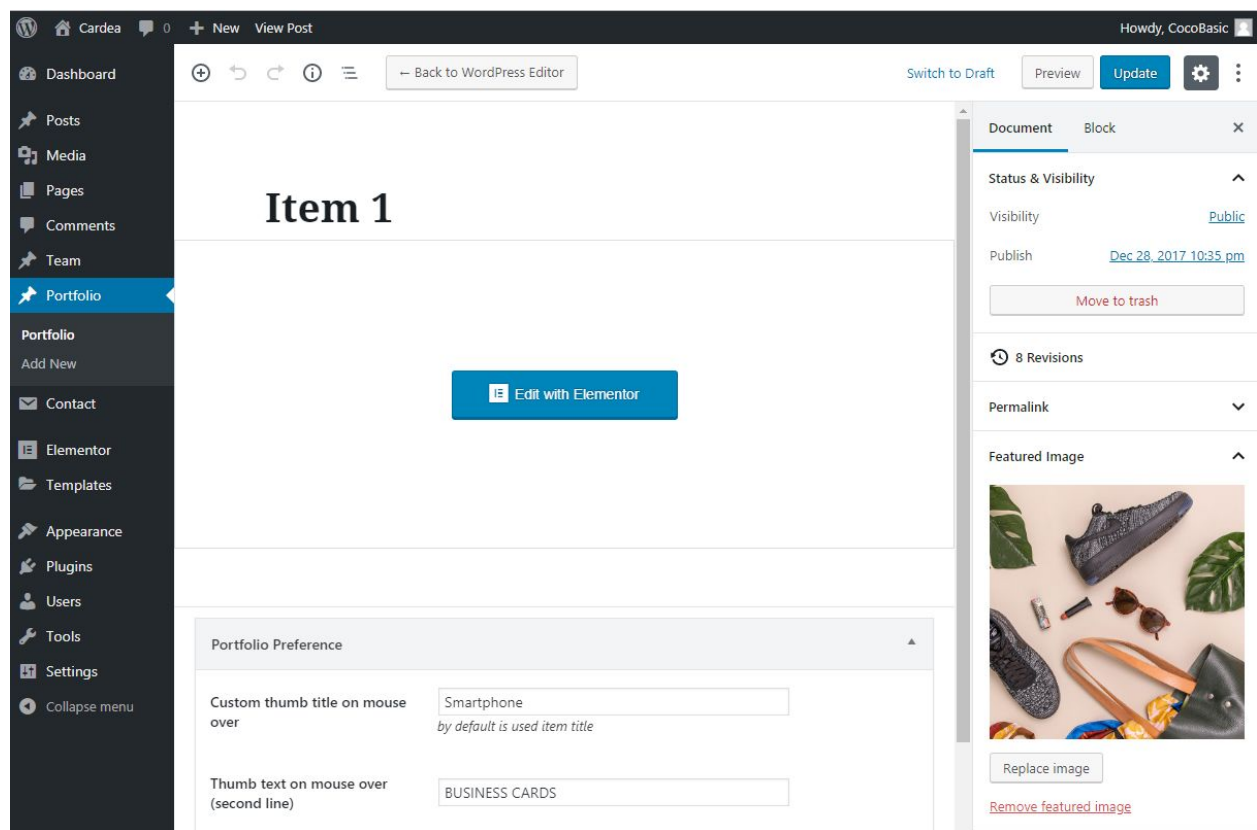 Cardea 0 New View Post
Howdy, CocoBasic
Dashboard
Posts
Media
Pages
Comments
Team
Portfolio
Portfolio
Add New
Contact
Elementor
Templates
Appearance
Plugins
Users
Tools
Settings
Collapse menu
← Back to WordPress Editor
Switch to Draft Preview Update
Item 1
Edit with Elementor
Portfolio Preference
Custom thumb title on mouse
over
Smartphone
by default is used item title
Thumb text on mouse over
(second line)
BUSINESS CARDS
Document Block
Status & Visibility
Visibility Public
Publish Dec 28, 2017 10:35 pm
Move to trash
8 Revisions
Permalink
Featured Image
Replace image
Remove featured image